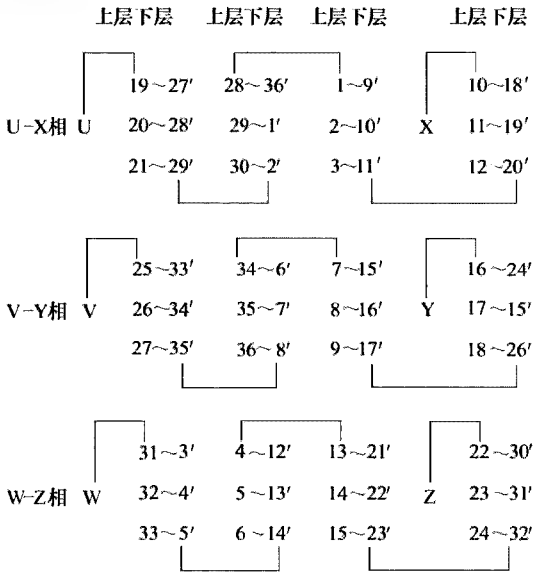 上层下层 上层下层 上层下层 上层下层
19～27′ 28～36′ 1～9′ 10～18′
U-X相 U 20～28′ 29～1′ 2～10′ X 11～19′
21～29′ 30～2′ 3～11′ 12～20′
25～33′ 34～6′ 7～15′ 16～24′
V-Y相 V 26～34′ 35～7′ 8～16′ Y 17～15′
27～35′ 36～8′ 9～17′ 18～26′
31～3′ 4～12′ 13～21′ 22～30′
W-Z相 W 32～4′ 5～13′ 14～22′ Z 23～31′
33～5′ 6～14′ 15～23′ 24～32′